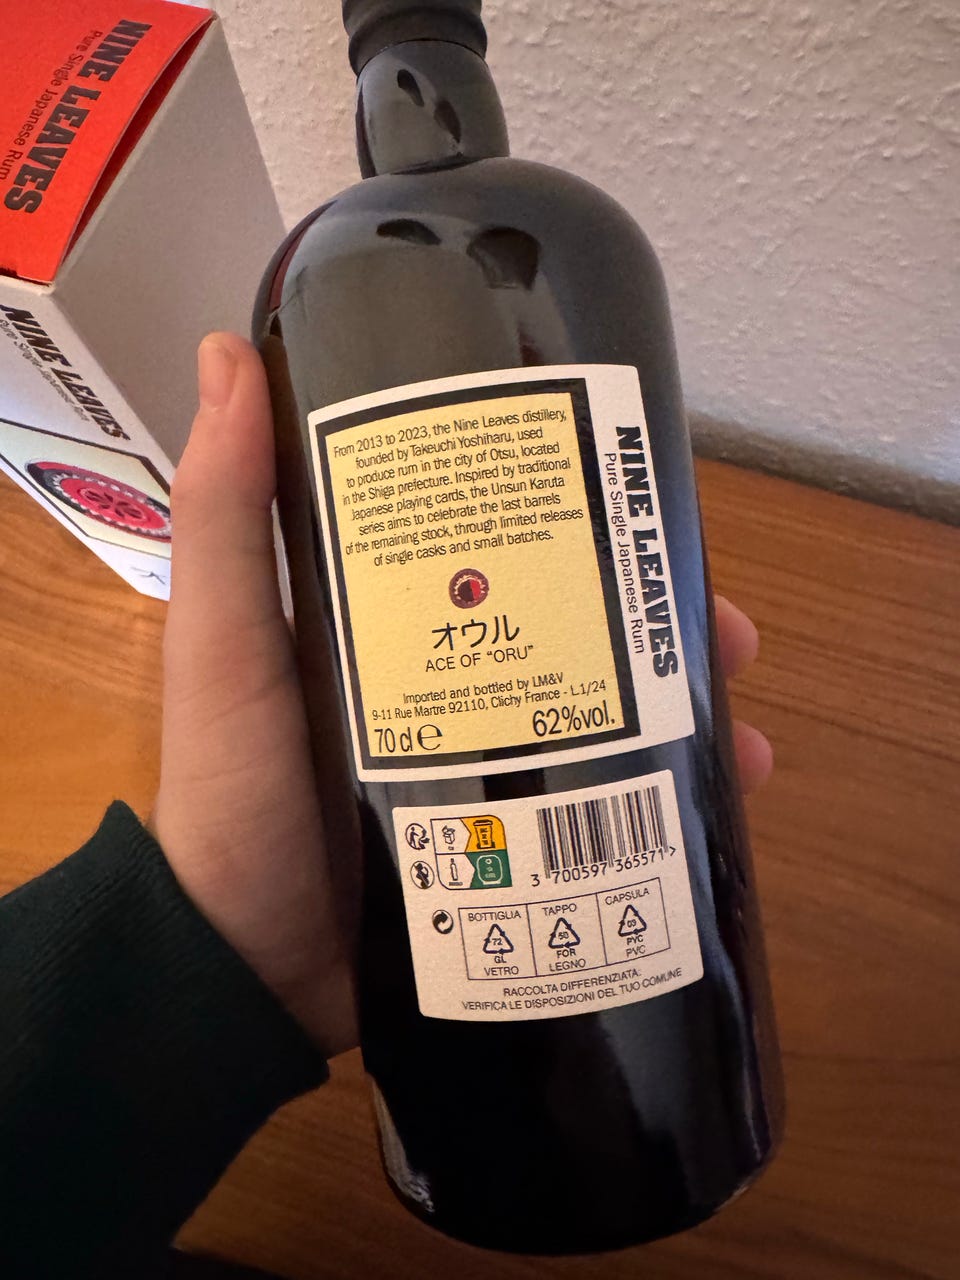 NINE LEAVES
Pure Single Japanese Rum
NINE LEAVES
Pure Single Japanese Rum
From 2013 to 2023, the Nine Leaves distillery,
founded by Takeuchi Yoshiharu, used
to produce rum in the city of Otsu, located
in the Shiga prefecture. Inspired by traditional
Japanese playing cards, the Unsun Karuta
series aims to celebrate the last barrels
of the remaining stock, through limited releases
of single casks and small batches.
オウル
ACE OF “ORU”
Imported and bottled by LM&V
9-11 Rue Martre 92110, Clichy France - L1/24
70 cl e
62%vol.
NINE LEAVES
Pure Single Japanese Rum
3 700597 365571 >
BOTTIGLIA
72
GL
VETRO
TAPPO
50
FOR
LEGNO
CAPSULA
03
PVC
PVC
RACCOLTA DIFFERENZIATA:
VERIFICA LE DISPOSIZIONI DEL TUO COMUNE